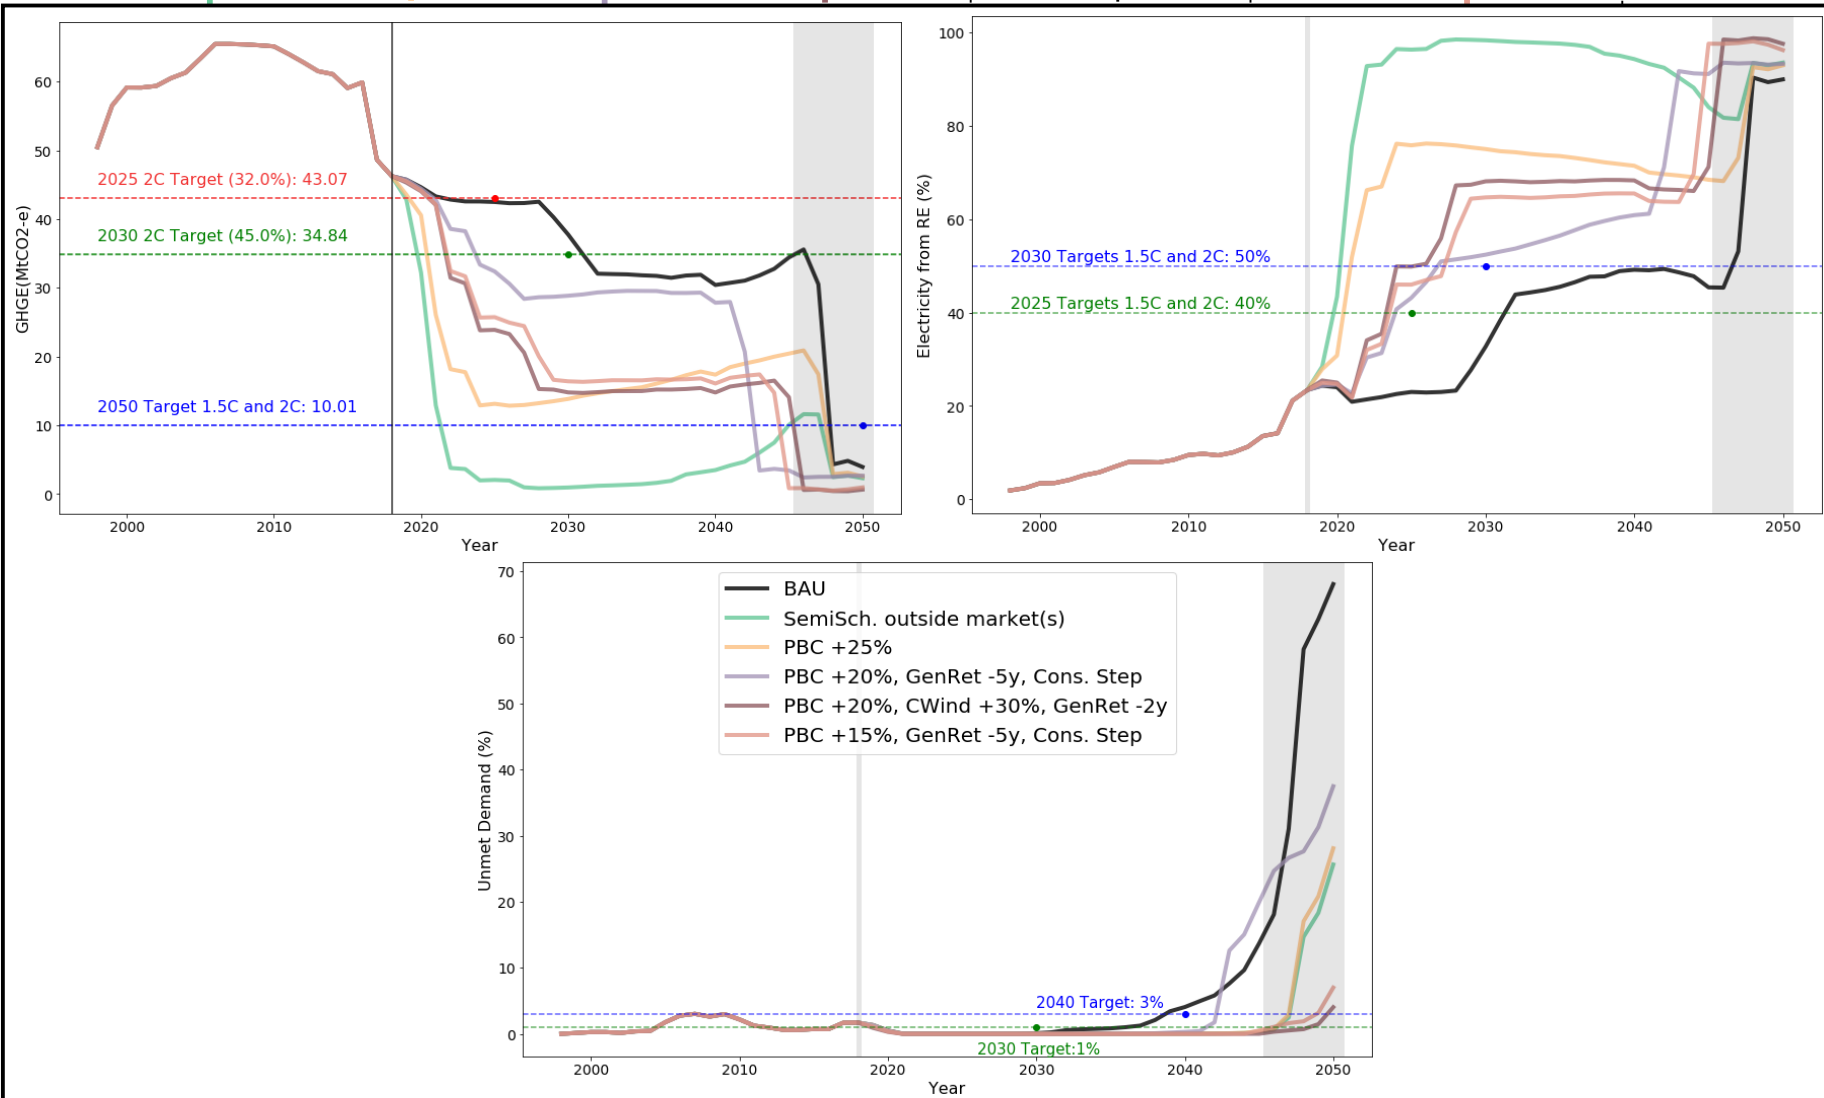 GHGE(MtCO2-e)
60
50
40
30
20
10
0
2025 2C Target (32.0%): 43.07
2030 2C Target (45.0%): 34.84
2050 Target 1.5C and 2C: 10.01
2000 2010 2020 2030 2040 2050
Year
Electricity from RE (%)
100
80
60
40
20
0
2030 Targets 1.5C and 2C: 50%
2025 Targets 1.5C and 2C: 40%
2000 2010 2020 2030 2040 2050
Year
Unmet Demand (%)
70
60
50
40
30
20
10
0
BAU
SemiSch. outside market(s)
PBC +25%
PBC +20%, GenRet -5y, Cons. Step
PBC +20%, CWind +30%, GenRet -2y
PBC +15%, GenRet -5y, Cons. Step
2040 Target: 3%
2030 Target:1%
2000 2010 2020 2030 2040 2050
Year